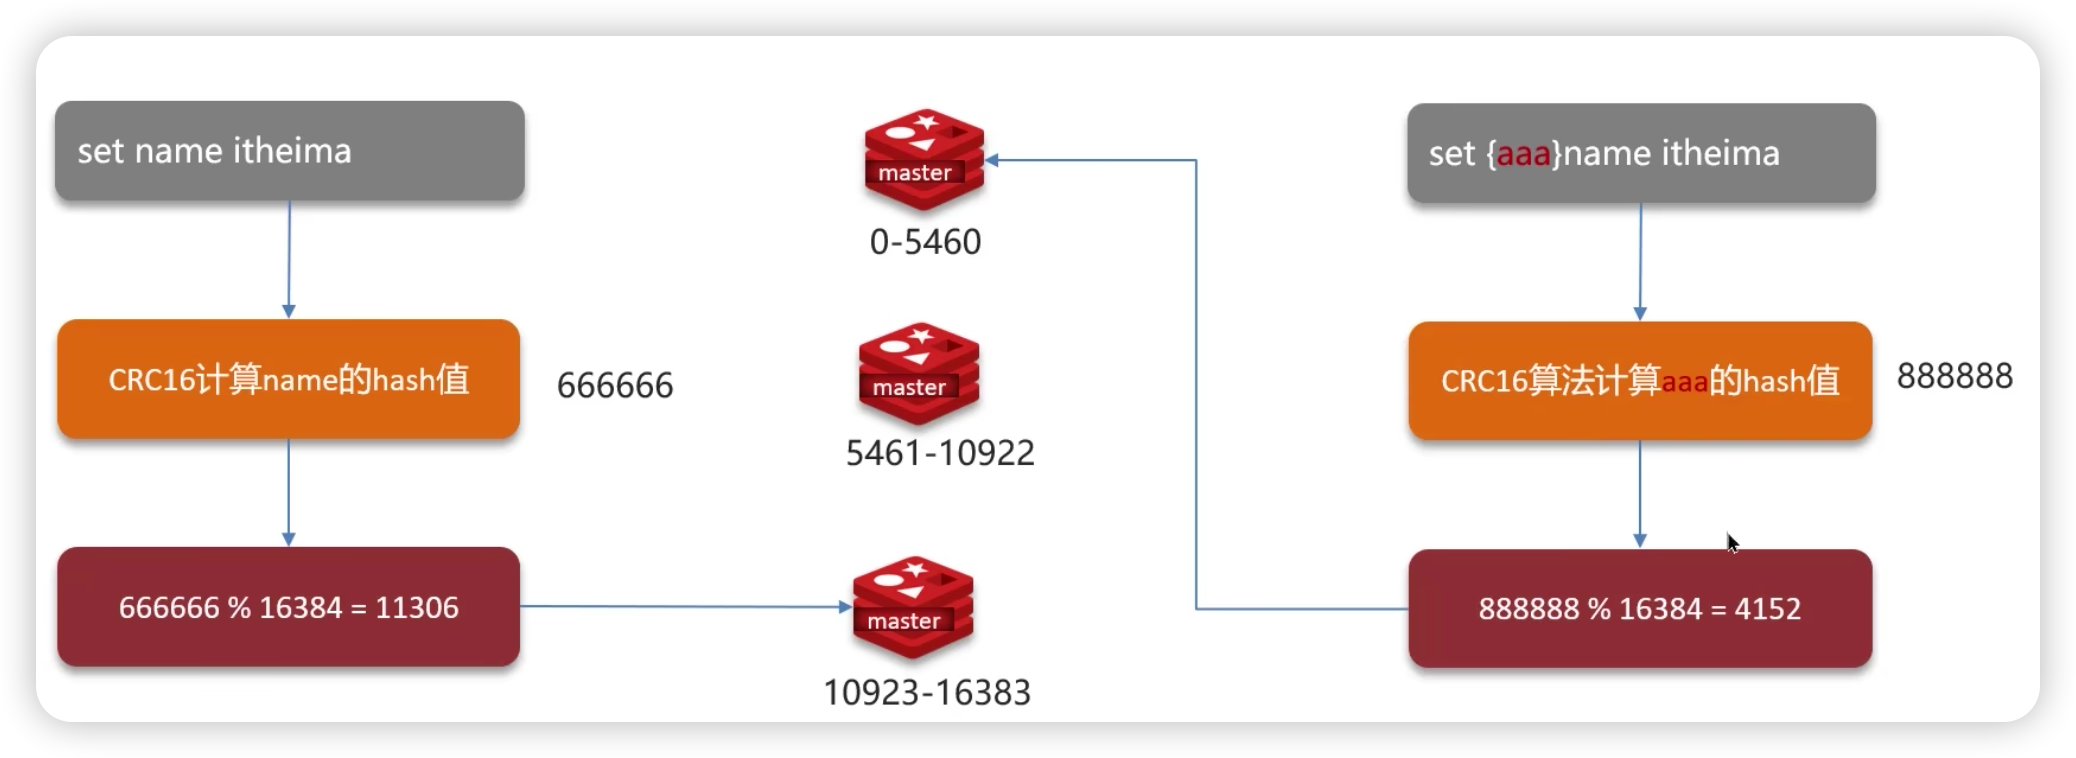 set name itheima
CRC16计算name的hash值
666666
666666 % 16384 = 11306
master
0-5460
master
5461-10922
master
10923-16383
set {aaa}name itheima
CRC16算法计算aaa的hash值
888888
888888 % 16384 = 4152